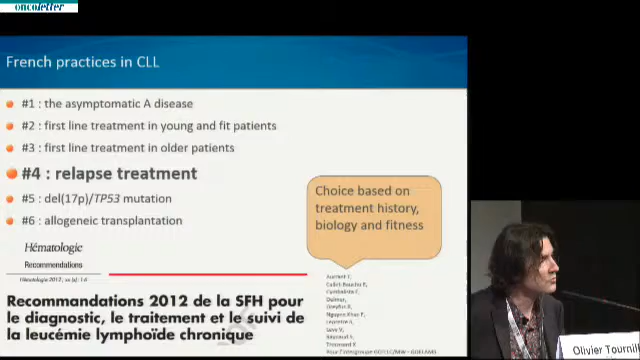 oncoletter
French practices in CLL
#1 : the asymptomatic A disease
#2 : first line treatment in young and fit patients
#3 : first line treatment in older patients
#4 : relapse treatment
#5 : del(17p)/TP53 mutation
#6 : allogeneic transplantation
Choice based on
treatment history,
biology and fitness
Hématologie
Recommandations
Recommandations 2012 de la SFH pour
le diagnostic, le traitement et le suivi de
la leucémie lymphoïde chronique
Olivier Tournil